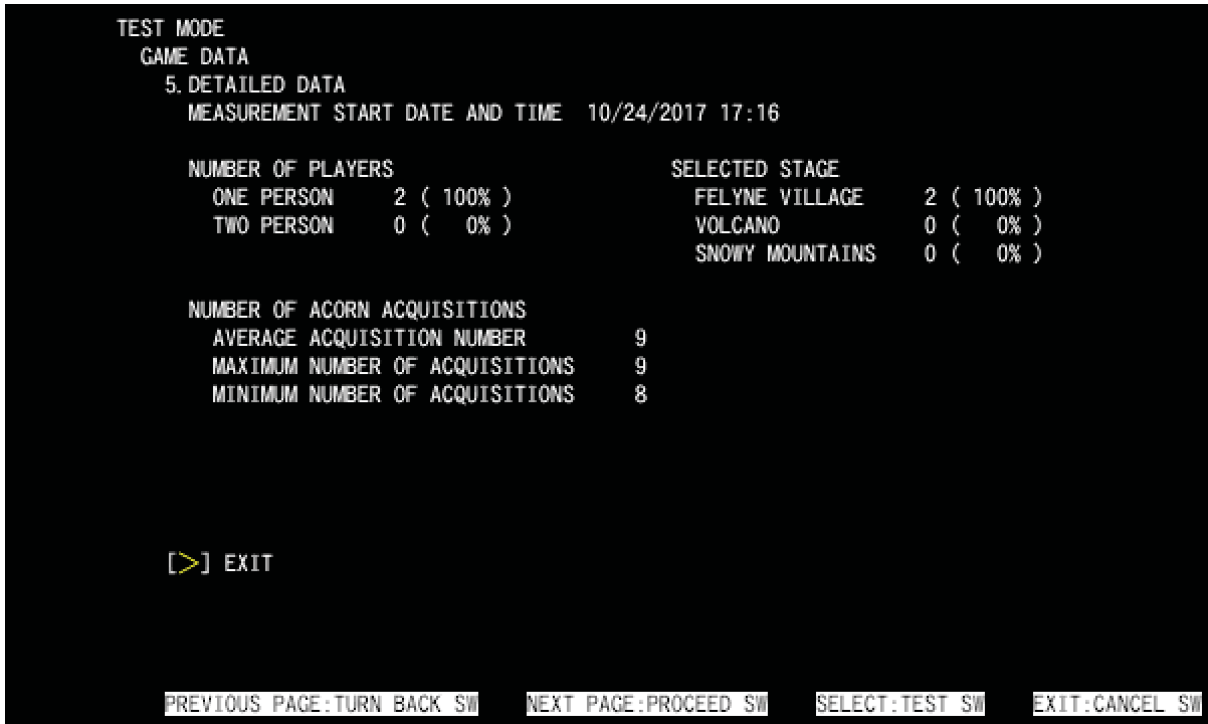 TEST MODE
GAME DATA
5. DETAILED DATA
MEASUREMENT START DATE AND TIME 10/24/2017 17:16
NUMBER OF PLAYERS
ONE PERSON 2 ( 100% )
TWO PERSON 0 ( 0% )
SELECTED STAGE
FELYNE VILLAGE 2 ( 100% )
VOLCANO 0 ( 0% )
SNOWY MOUNTAINS 0 ( 0% )
NUMBER OF ACORN ACQUISITIONS
AVERAGE ACQUISITION NUMBER 9
MAXIMUM NUMBER OF ACQUISITIONS 9
MINIMUM NUMBER OF ACQUISITIONS 8
[>] EXIT
PREVIOUS PAGE:TURN BACK SW NEXT PAGE:PROCEED SW SELECT:TEST SW EXIT:CANCEL SW